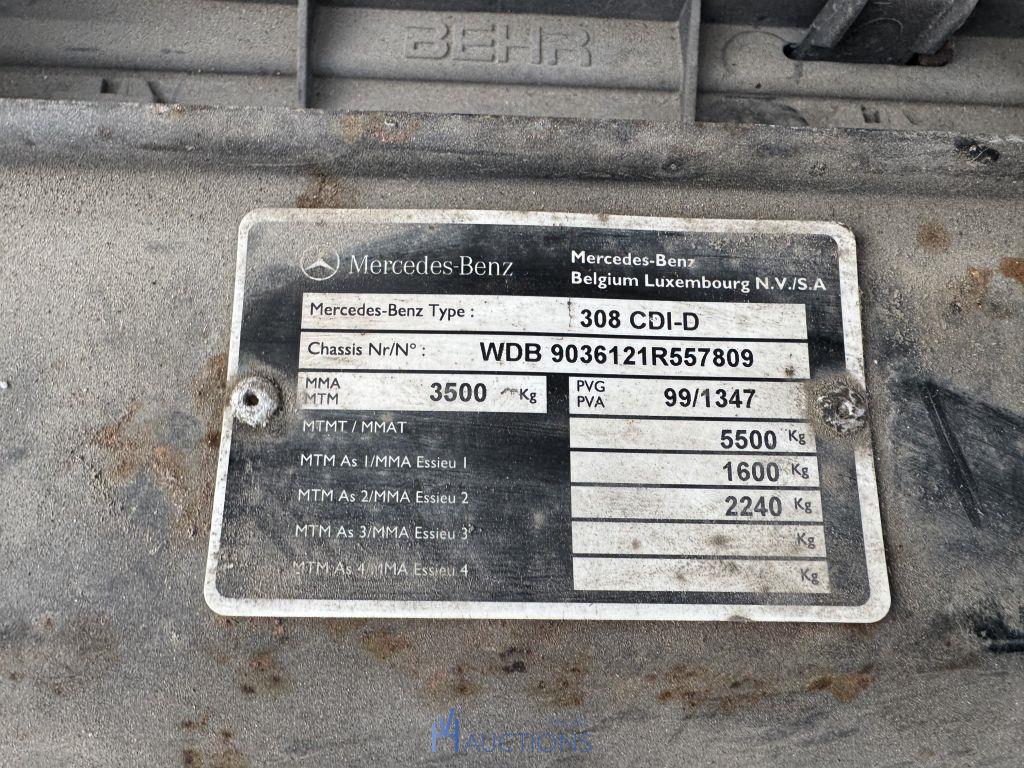 BEHR
Mercedes-Benz
Mercedes-Benz
Belgium Luxembourg N.V./S.A
Mercedes-Benz Type : 308 CDI-D
Chassis Nr/N° : WDB 9036121R557809
MMA
MTM
3500 Kg
PVG
PVA
99/1347
MTMT / MMAT 5500 Kg
MTM As 1/MMA Essieu 1 1600 Kg
MTM As 2/MMA Essieu 2 2240 Kg
MTM As 3/MMA Essieu 3 Kg
MTM As 4/MMA Essieu 4 Kg
AUCTIONS